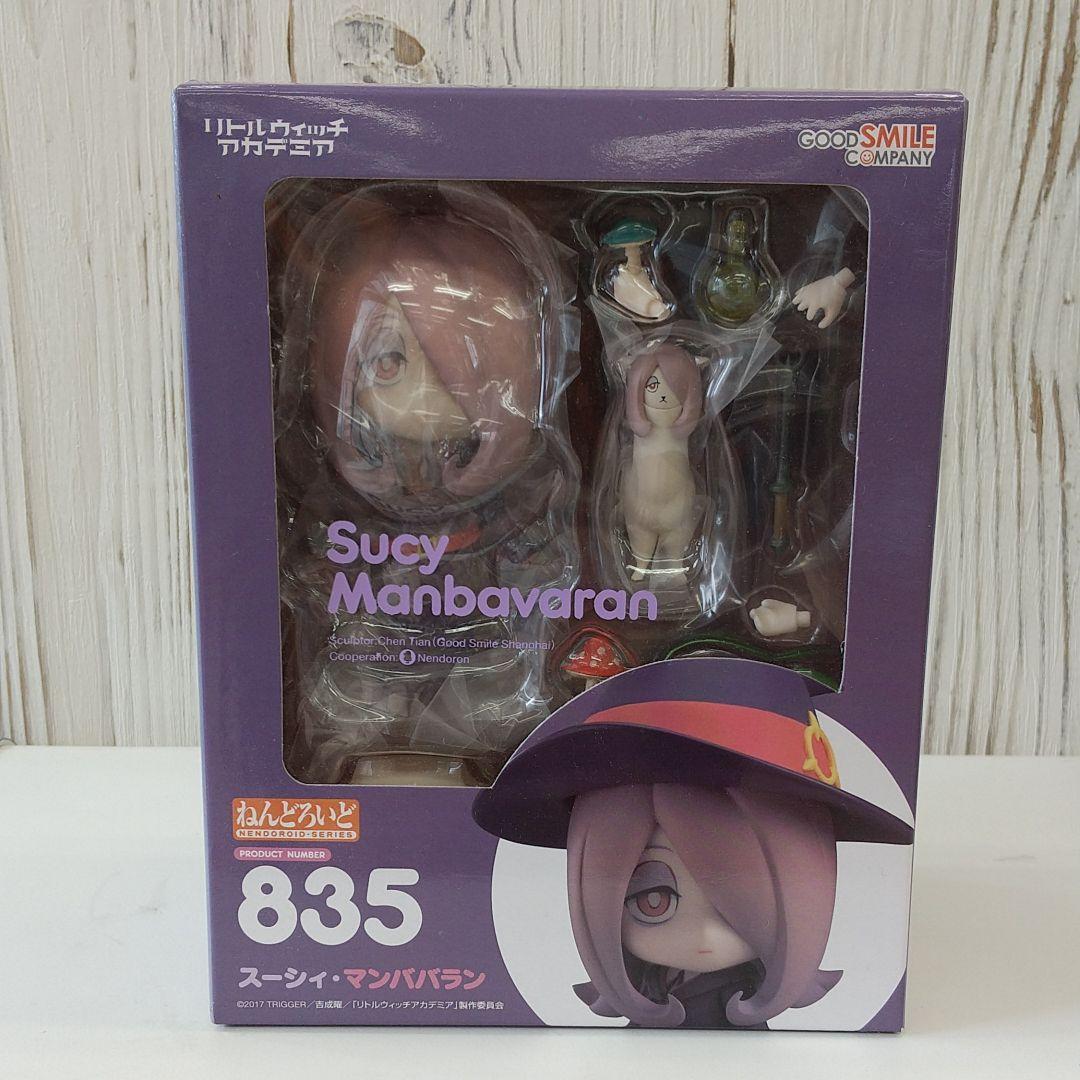 リトルウィッチ
アカデミア
GOOD SMILE
COMPANY
Sucy
Manbavaran
Sculptor:Chen Tian(Good Smile Shanghai)
Cooperation: Nendoron
ねんどろいど
NENDOROID-SERIES
PRODUCT NUMBER
835
スーシィ・マンババラン
©2017 TRIGGER／吉成曜／「リトルウィッチアカデミア」製作委員会